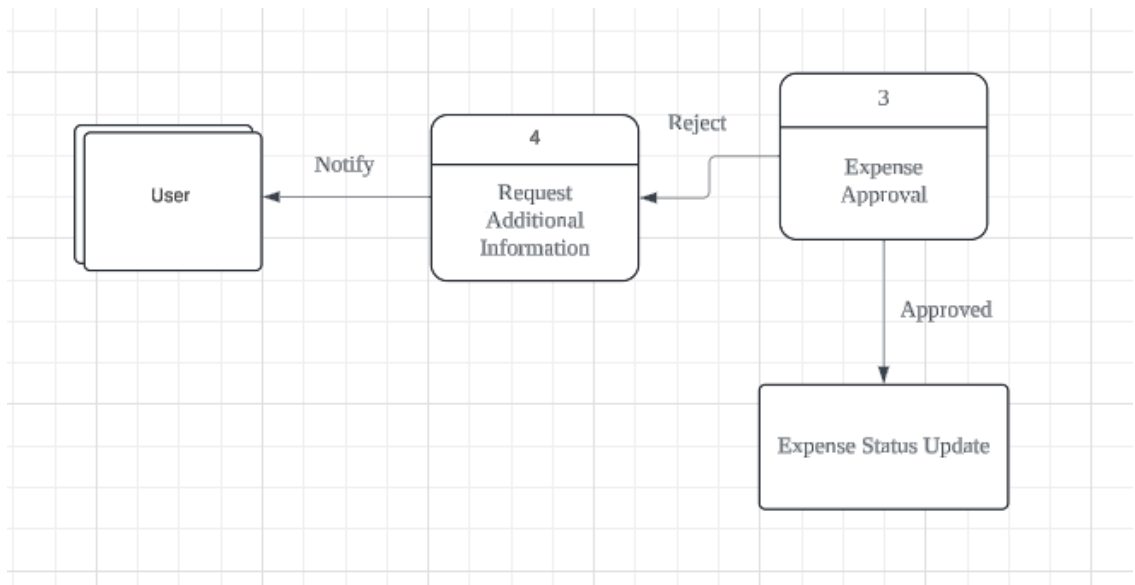 3
Reject
Expense
Approval
4
Notify
Request
Additional
Information
User
Approved
Expense Status Update